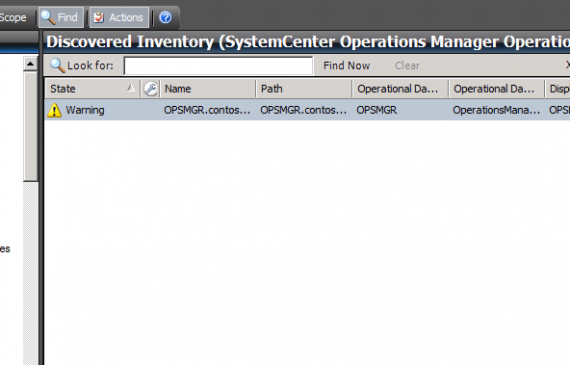 Scope Find Actions
Discovered Inventory (SystemCenter Operations Manager Operatio
Look for: Find Now Clear
State Name Path Operational Da... Operational Da... Disp
Warning OPSMGR.contos... OPSMGR.contos... OPSMGR OperationsMana... OPS
es